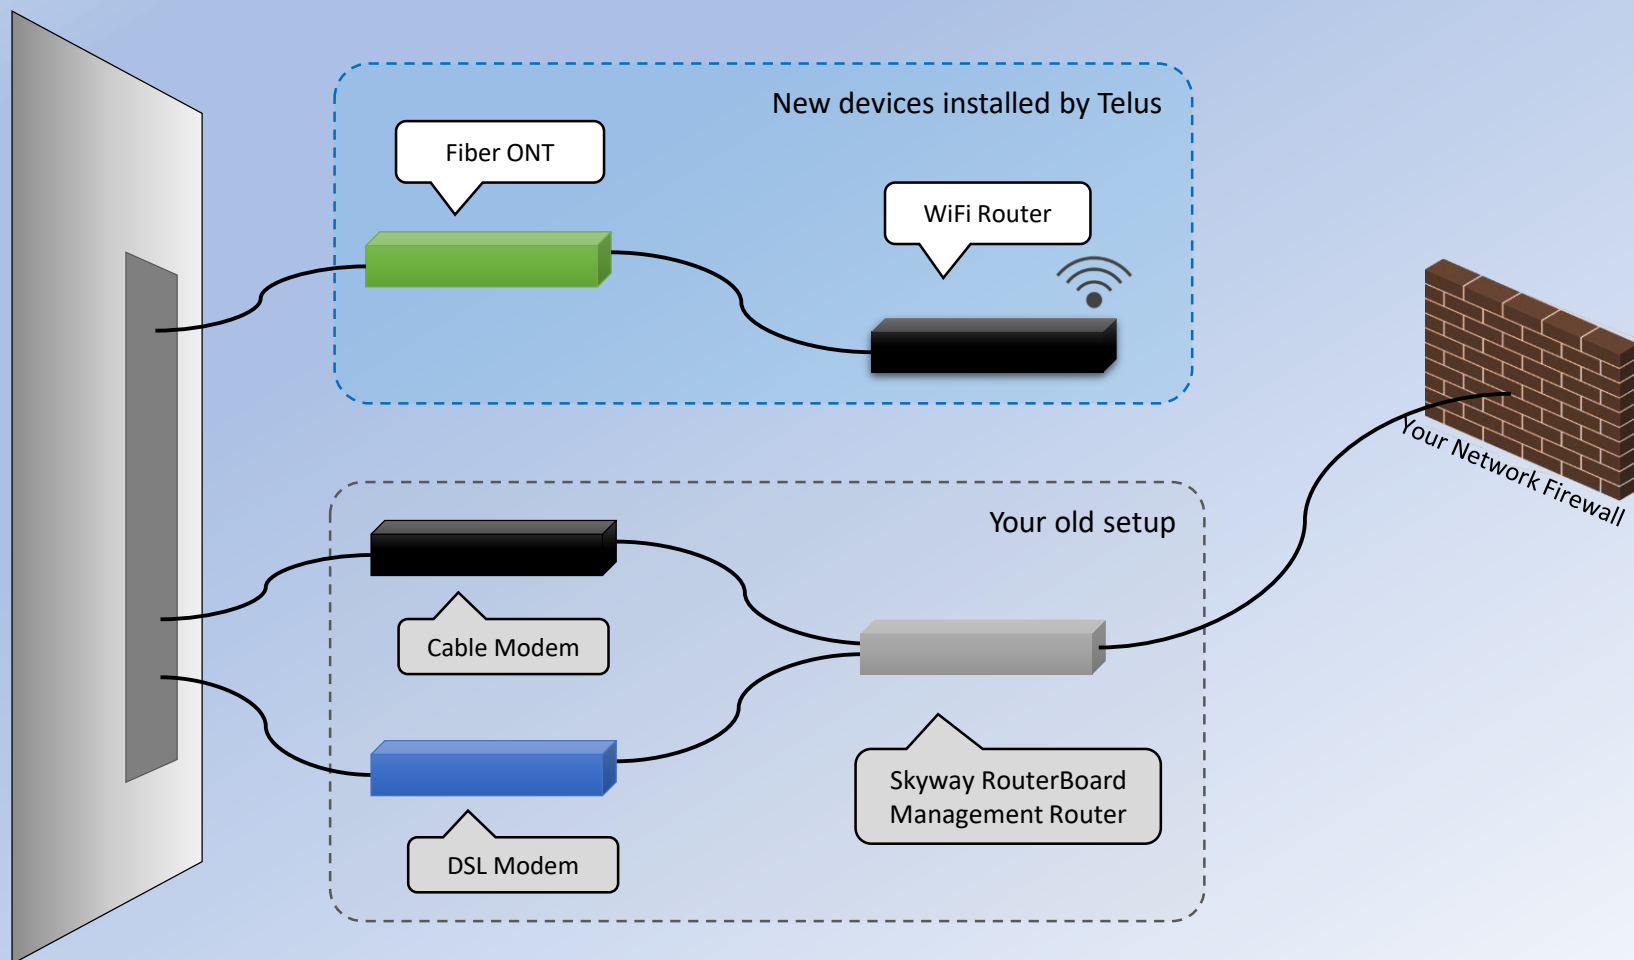 New devices installed by Telus
Fiber ONT
WiFi Router
Your Network Firewall
Your old setup
Cable Modem
Skyway RouterBoard
Management Router
DSL Modem